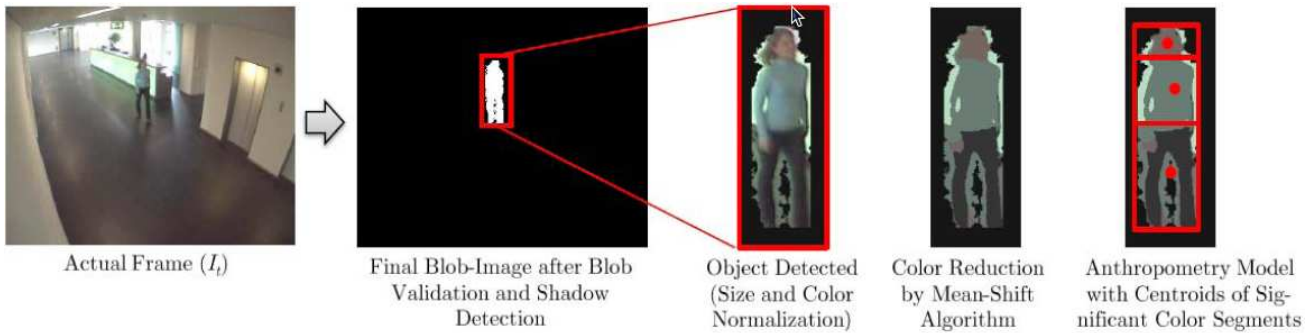 Actual Frame (I_t)
Final Blob-Image after Blob
Validation and Shadow
Detection
Object Detected
(Size and Color
Normalization)
Color Reduction
by Mean-Shift
Algorithm
Anthropometry Model
with Centroids of Sig-
nificant Color Segments